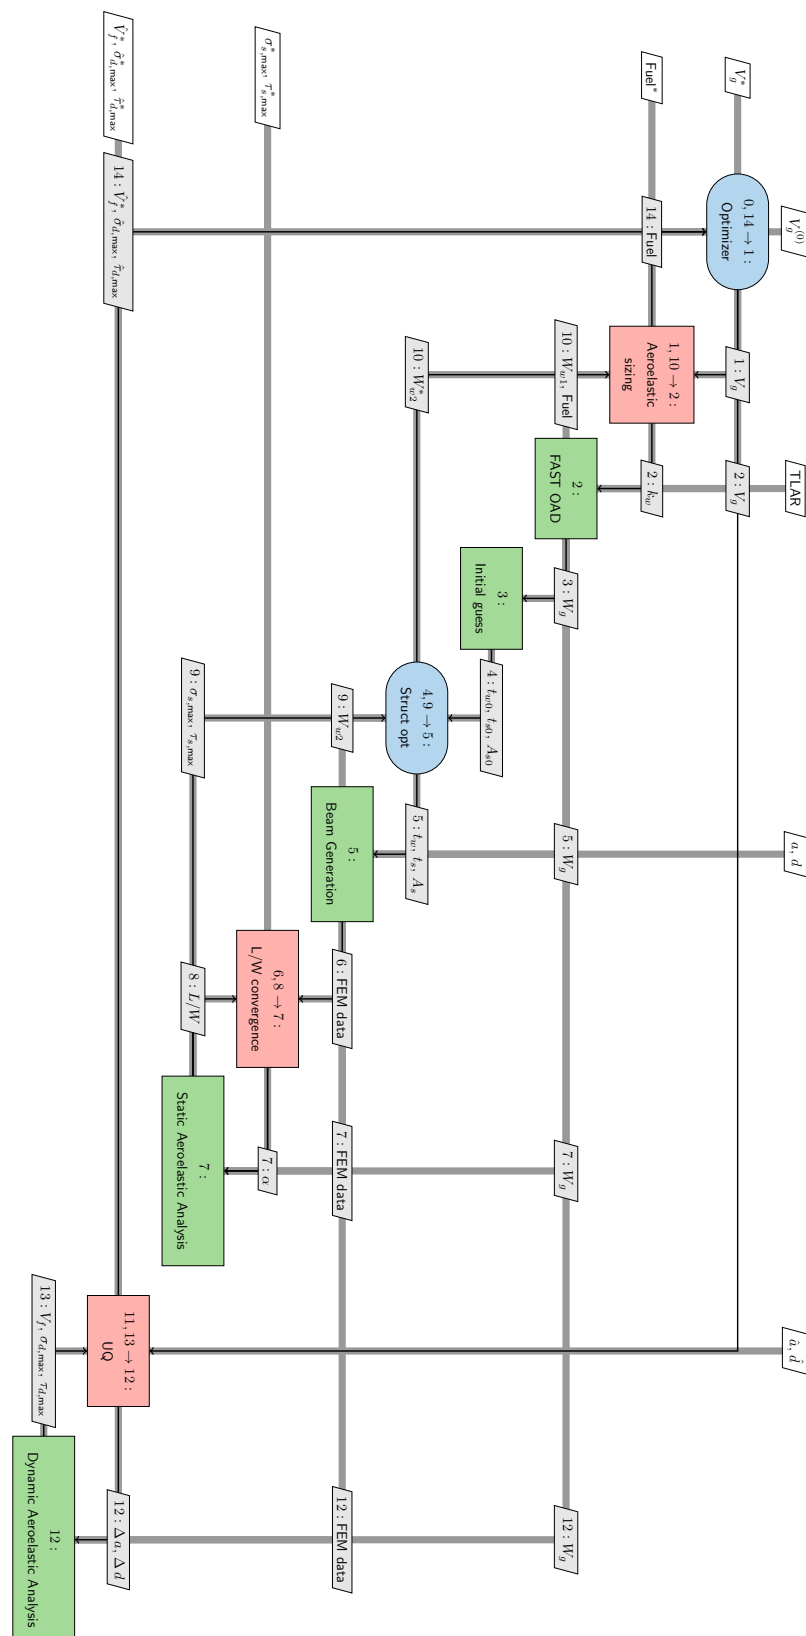 V_g^{(0)}
TLAR
a, d
â, d̂
V_g^*
0, 14 → 1 :
Optimizer
1 : V_g
2 : V_g
Fuel*
14 : Fuel
1, 10 → 2 :
Aeroelastic
sizing
2 : k_w
10 : W_{w1}, Fuel
2 :
FAST OAD
3 : W_g
5 : W_g
7 : W_g
12 : W_g
3 :
Initial guess
4 : t_{w0}, t_{s0}, A_{s0}
10 : W_{w2}^*
4, 9 → 5 :
Struct opt
5 : t_w, t_s, A_s
9 : W_{w2}
5 :
Beam Generation
6 : FEM data
7 : FEM data
12 : FEM data
σ_{s,max}^*, τ_{s,max}^*
6, 8 → 7 :
L/W convergence
7 : α
9 : σ_{s,max}, τ_{s,max}
8 : L/W
7 :
Static Aeroelastic Analysis
V̂_f^*, σ̂_{d,max}^*, τ̂_{d,max}^*
14 : V̂_f^*, σ̂_{d,max}, τ̂_{d,max}
11, 13 → 12 :
UQ
12 : Δa, Δd
13 : V_f, σ_{d,max}, τ_{d,max}
12 :
Dynamic Aeroelastic Analysis